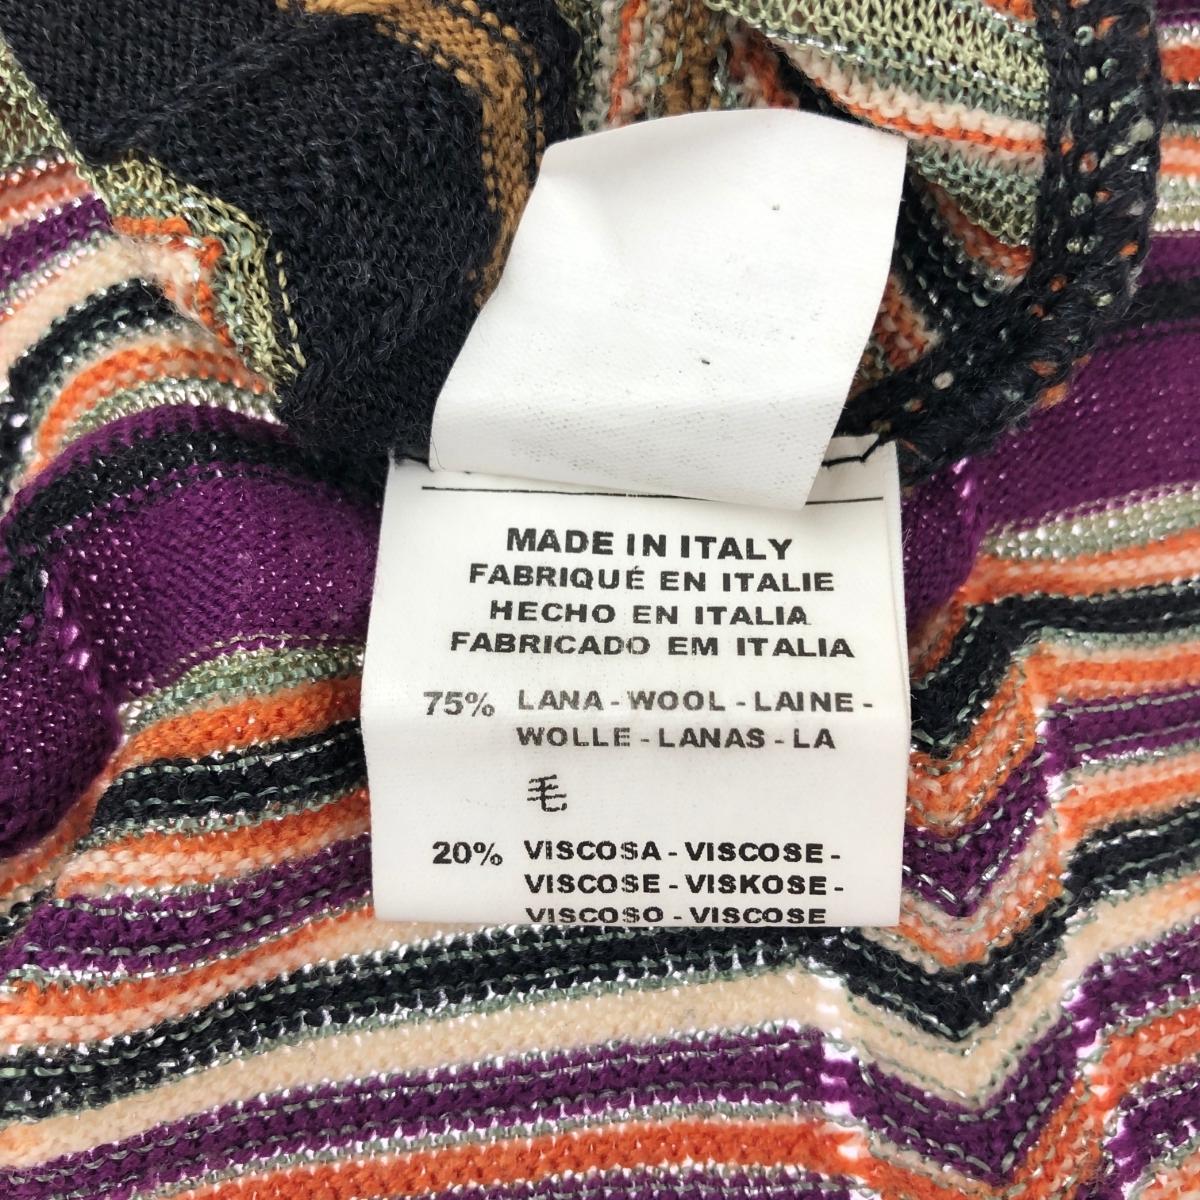 MADE IN ITALY
FABRIQUÉ EN ITALIE
HECHO EN ITALIA
FABRICADO EM ITALIA
75% LANA - WOOL - LAINE -
WOLLE - LANAS - LA
毛
20% VISCOSA - VISCOSE -
VISCOSE - VISKOSE -
VISCOSO - VISCOSE